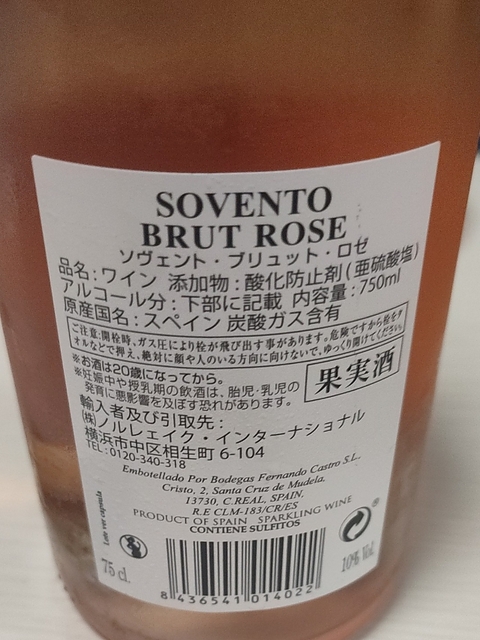 SOVENTO
BRUT ROSE
ソヴェント・ブリュット・ロゼ
品名:ワイン 添加物:酸化防止剤(亜硫酸塩)
アルコール分:下部に記載 内容量:750ml
原産国名:スペイン 炭酸ガス含有
ご注意:開栓時、ガス圧により栓が飛び出す事があります。危険ですから栓をタ
オルなどで押え、絶対に顔や人のいる方向に向けないで、ゆっくり開けてください。
※お酒は20歳になってから。
※妊娠中や授乳期の飲酒は、胎児・乳児の
発育に悪影響を及ぼす恐れがあります。
果実酒
輸入者及び引取先:
㈱ノルレェイク・インターナショナル
横浜市中区相生町 6-104
TEL:0120-340-318
Embotellado Por Bodegas Fernando Castro S.L.
Cristo, 2, Santa Cruz de Mudela,
13730, C.REAL, SPAIN.
R.E CLM-183/CR/ES
PRODUCT OF SPAIN SPARKLING WINE
CONTIENE SULFITOS
Lote ver capsula
®
75 cl.
10% Vol.
8 436541 014022